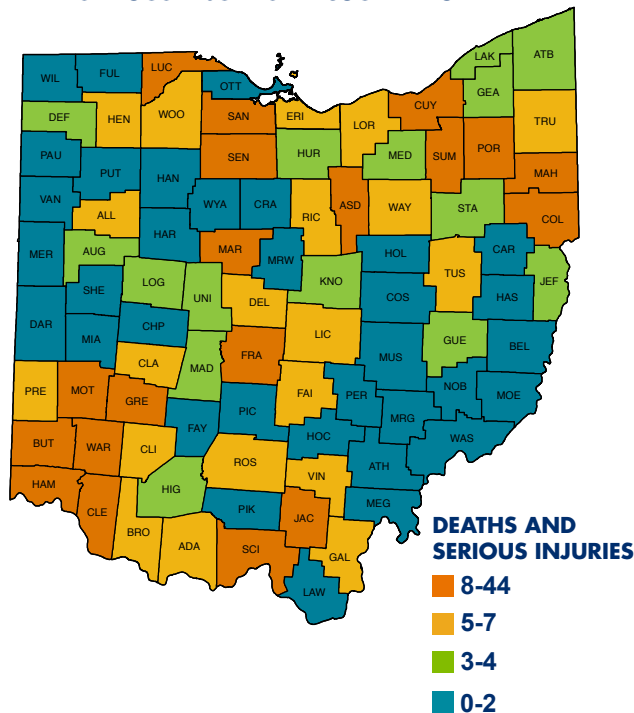 LAK
ATB
LUC
WIL
FUL
OTT
GEA
CUY
DEF
HEN
WOO
SAN
ERI
LOR
TRU
HUR
MED
SUM
POR
PAU
PUT
HAN
SEN
MAH
VAN
ALL
WYA
CRA
RIC
ASD
WAY
STA
COL
HAR
MER
AUG
MAR
MRW
HOL
CAR
TUS
JEF
SHE
LOG
UNI
KNO
COS
HAS
DEL
DAR
MIA
CHP
LIC
GUE
BEL
CLA
MAD
FRA
MUS
PRE
MOT
GRE
FAI
PER
NOB
MOE
PIC
MRG
FAY
BUT
WAR
CLI
HOC
WAS
ROS
ATH
HAM
VIN
HIG
CLE
PIK
JAC
MEG
BRO
ADA
SCI
GAL
LAW
DEATHS AND
SERIOUS INJURIES
8-44
5-7
3-4
0-2